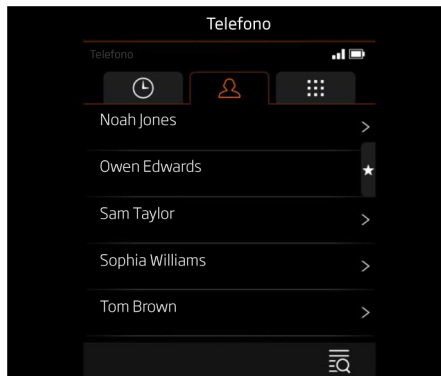 Telefono
Telefono
Noah Jones
Owen Edwards
Sam Taylor
Sophia Williams
Tom Brown